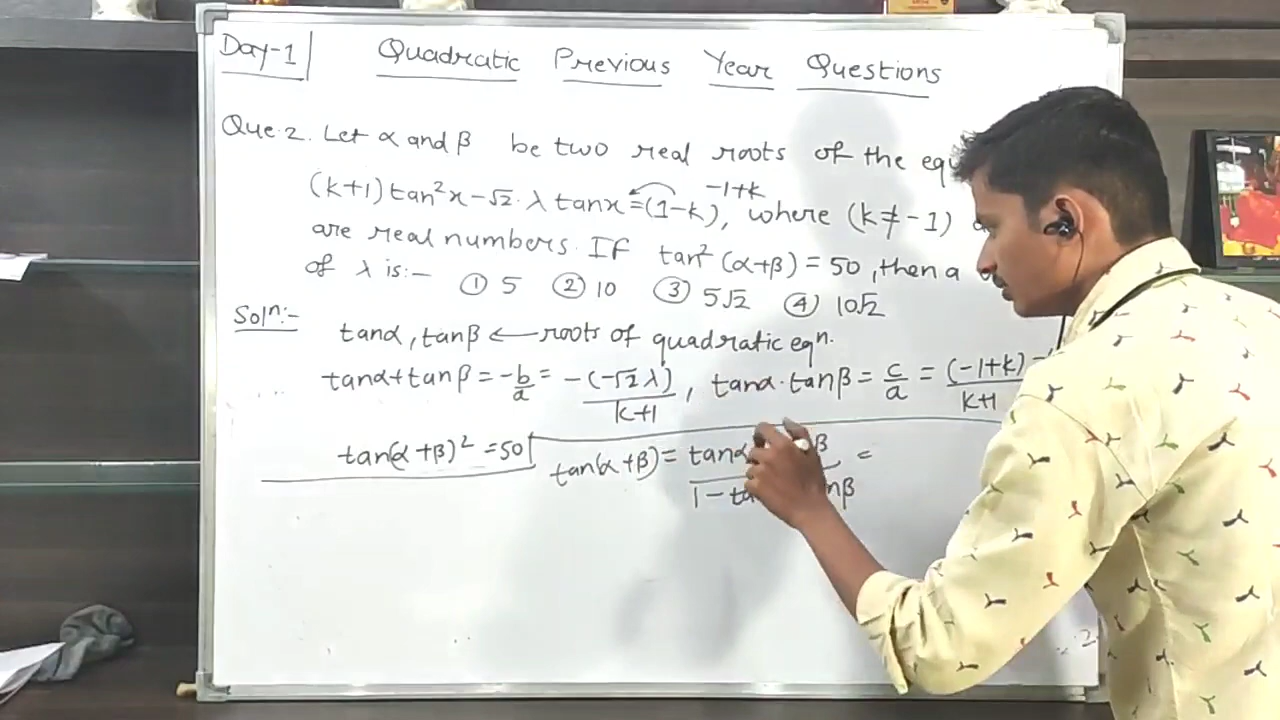 Day-1 Quadratic Previous Year Questions
Que.2. Let α and β be two real roots of the
(k+1) tan²x - √2 · λ tanx = (1-k), where (k ≠ -1)
-1+k
are real numbers. If tan² (α+β) = 50, then a
of λ is:- ① 5 ② 10 ③ 5√2 ④ 10√2
Solⁿ:- tanα, tanβ ← roots of quadratic eqⁿ.
tanα+tanβ = -b/a = -(-√2 λ)/k+1, tanα·tanβ = c/a = (-1+k)/k+1
tan(α+β)² = 50 tan(α+β) = tanα β/1 - nβ =